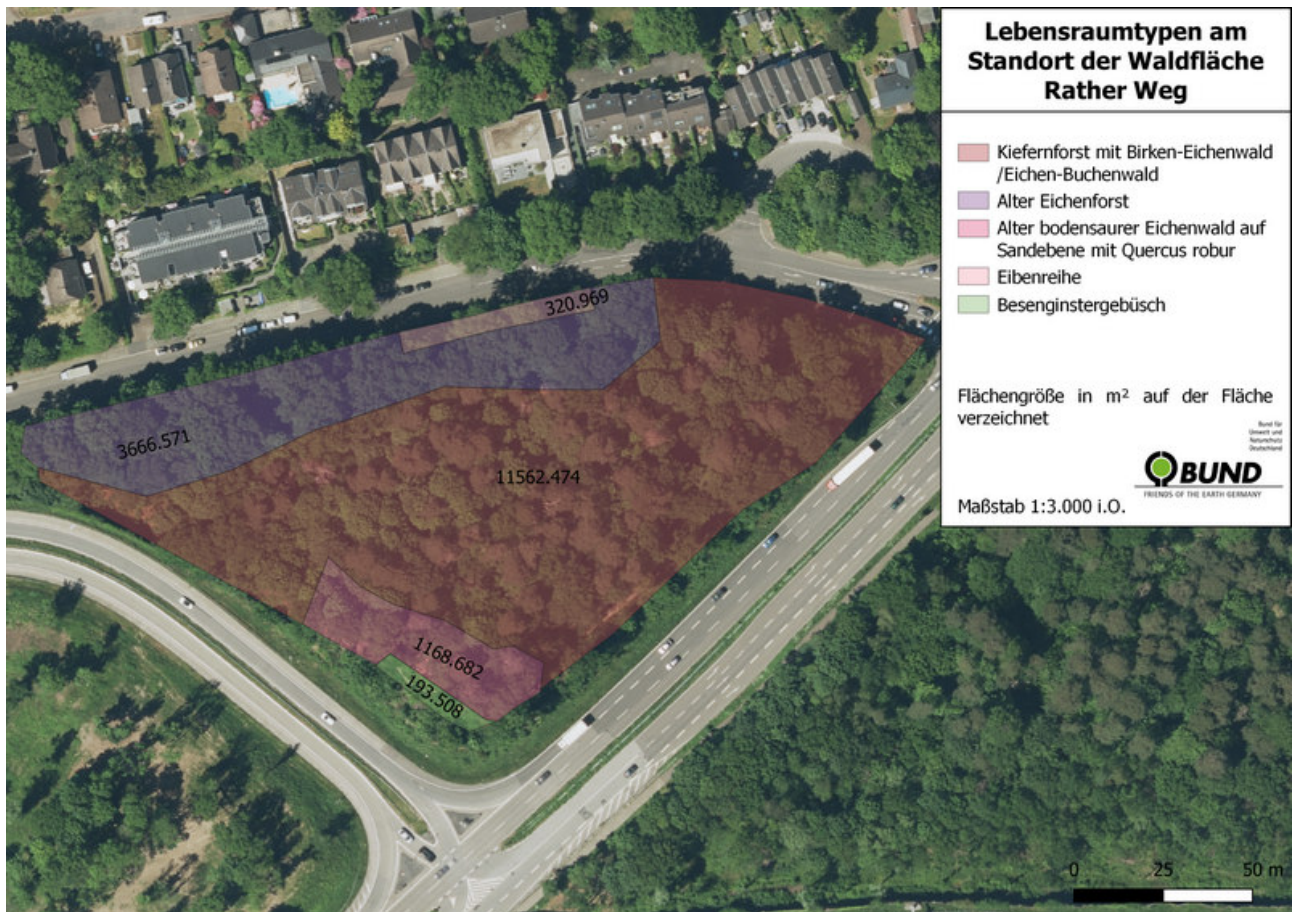 Lebensraumtypen am
Standort der Waldfläche
Rather Weg
Kiefernforst mit Birken-Eichenwald
/Eichen-Buchenwald
Alter Eichenforst
Alter bodensaurer Eichenwald auf
Sandebene mit Quercus robur
Eibenreihe
Besenginstergebüsch
Flächengröße in m² auf der Fläche
verzeichnet
Bund für
Umwelt und
Naturschutz
Deutschland
BUND
FRIENDS OF THE EARTH GERMANY
Maßstab 1:3.000 i.O.
320.969
3666.571
11562.474
1168.682
193.508
0 25 50 m